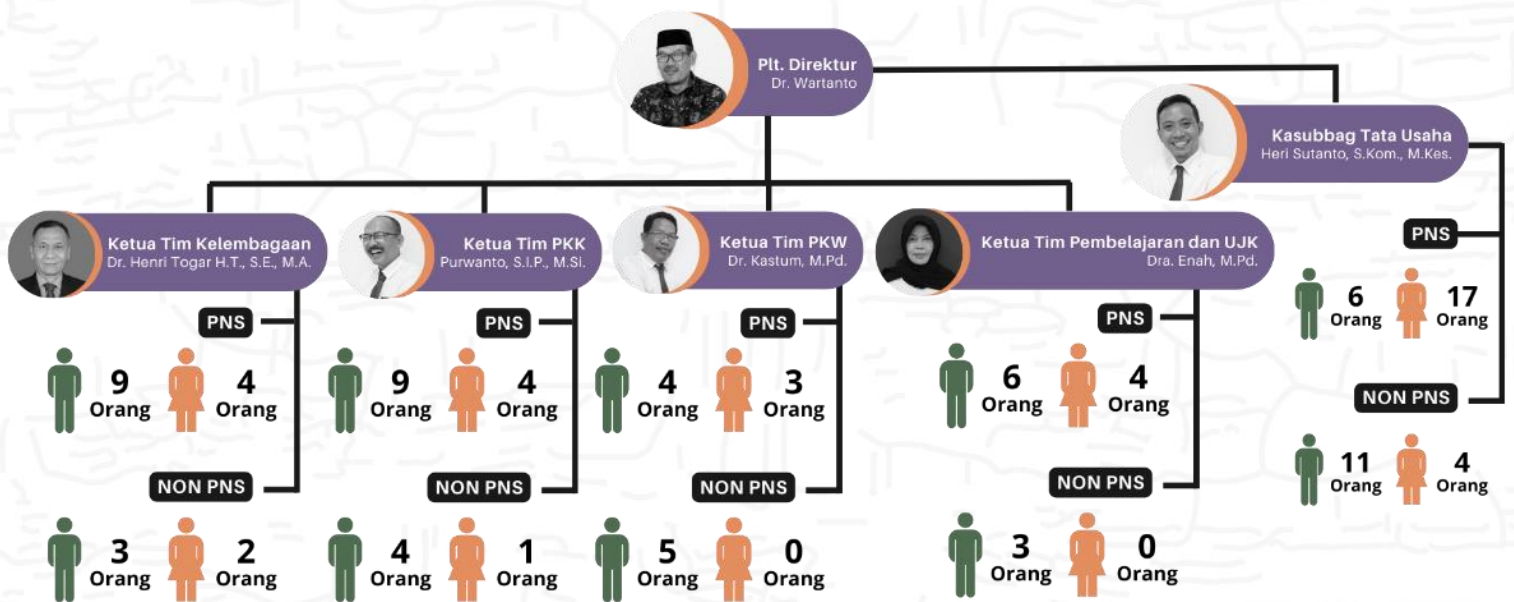 Plt. Direktur
Dr. Wartanto
Kasubbag Tata Usaha
Heri Sutanto, S.Kom., M.Kes.
Ketua Tim Kelembagaan
Dr. Henri Togar H.T., S.E., M.A.
Ketua Tim PKK
Purwanto, S.I.P., M.Si.
Ketua Tim PKW
Dr. Kastum, M.Pd.
Ketua Tim Pembelajaran dan UJK
Dra. Enah, M.Pd.
PNS
9
Orang
4
Orang
NON PNS
3
Orang
2
Orang
PNS
9
Orang
4
Orang
NON PNS
4
Orang
1
Orang
PNS
4
Orang
3
Orang
NON PNS
5
Orang
0
Orang
PNS
6
Orang
4
Orang
NON PNS
3
Orang
0
Orang
PNS
6
Orang
17
Orang
NON PNS
11
Orang
4
Orang